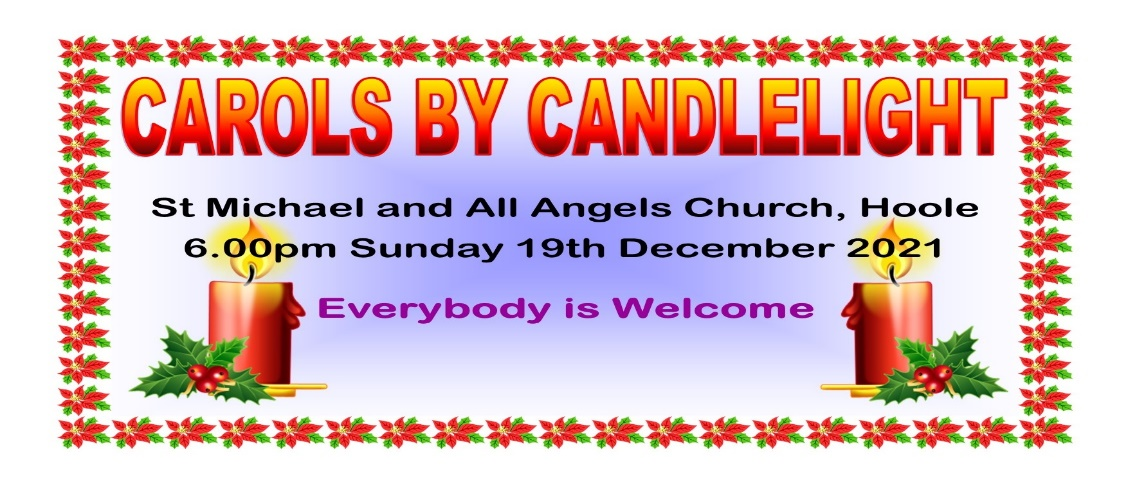 CAROLS BY CANDLELIGHT
St Michael and All Angels Church, Hoole
6.00pm Sunday 19th December 2021
Everybody is Welcome